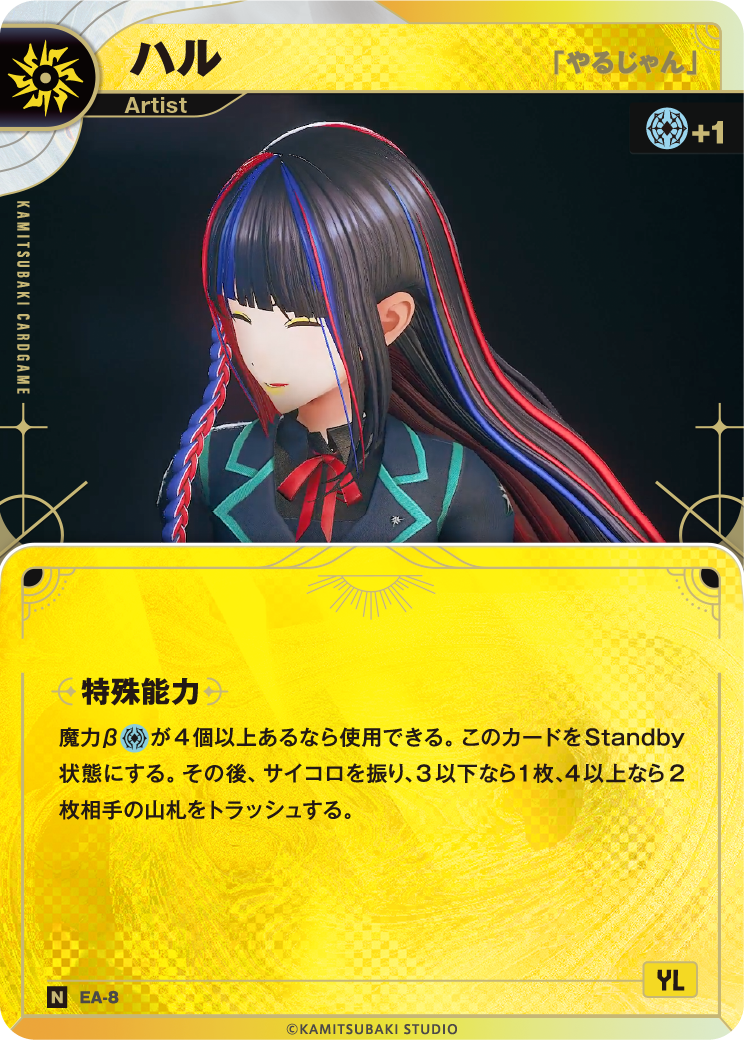 ハル
「やるじゃん」
Artist
+1
KAMITSUBAKI CARDGAME
特殊能力
魔力βが4個以上あるなら使用できる。このカードをStandby
状態にする。その後、サイコロを振り、3以下なら1枚、4以上なら2
枚相手の山札をトラッシュする。
YL
N EA-8
©KAMITSUBAKI STUDIO